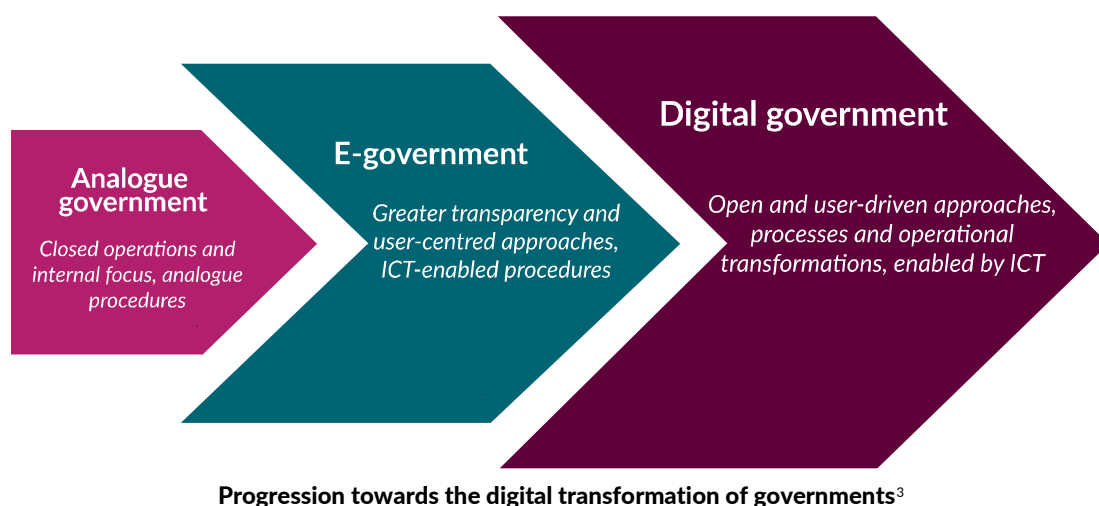 Analogue
government
Closed operations and
internal focus, analogue
procedures
E-government
Greater transparency and
user-centred approaches,
ICT-enabled procedures
Digital government
Open and user-driven approaches,
processes and operational
transformations, enabled by ICT
Progression towards the digital transformation of governments³